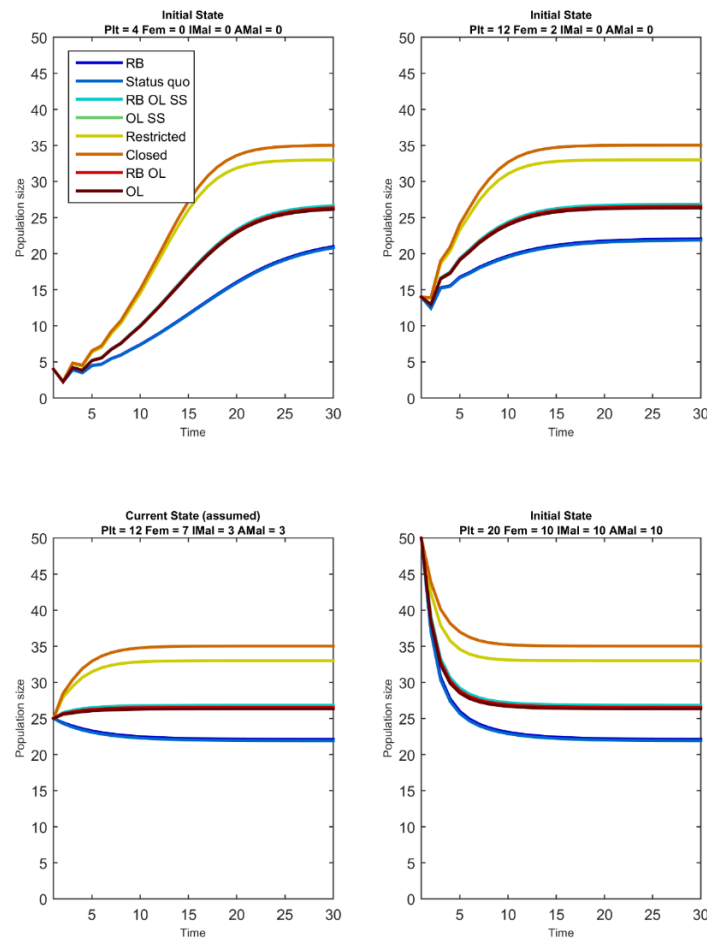 Initial State
Plt = 4 Fem = 0 IMal = 0 AMal = 0
50
45
40
35
30
25
20
15
10
5
0
Population size
RB
Status quo
RB OL SS
OL SS
Restricted
Closed
RB OL
OL
5
10
15
20
25
30
Time
Initial State
Plt = 12 Fem = 2 IMal = 0 AMal = 0
50
45
40
35
30
25
20
15
10
5
0
Population size
5
10
15
20
25
30
Time
Current State (assumed)
Plt = 12 Fem = 7 IMal = 3 AMal = 3
50
45
40
35
30
25
20
15
10
5
0
Population size
5
10
15
20
25
30
Time
Initial State
Plt = 20 Fem = 10 IMal = 10 AMal = 10
50
45
40
35
30
25
20
15
10
5
0
Population size
5
10
15
20
25
30
Time